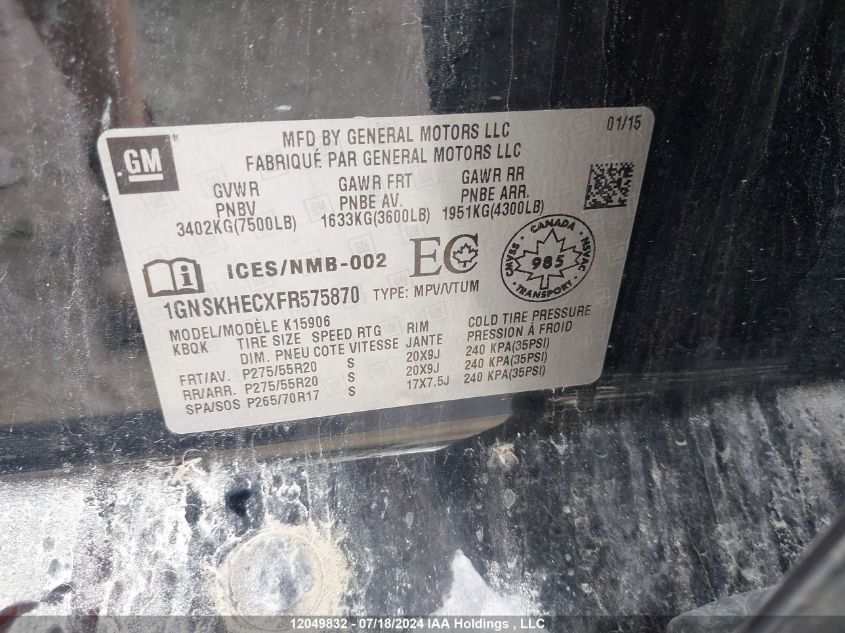 GM
MFD BY GENERAL MOTORS LLC 01/15
FABRIQUÉ PAR GENERAL MOTORS LLC
GVWR GAWR FRT GAWR RR
PNBV PNBE AV. PNBE ARR.
3402KG(7500LB) 1633KG(3600LB) 1951KG(4300LB)
ICES/NMB-002 EC
CANADA
SVAC NSVAC
985
TRANSPORT
1GNSKHECXFR575870 TYPE: MPV/VTUM
MODEL/MODÈLE K15906
KBQK TIRE SIZE SPEED RTG RIM COLD TIRE PRESSURE
DIM. PNEU COTE VITESSE JANTE PRESSION À FROID
FRT/AV. P275/55R20 S 20X9J 240 KPA(35PSI)
RR/ARR. P275/55R20 S 20X9J 240 KPA(35PSI)
SPA/SOS P265/70R17 S 17X7.5J 240 KPA(35PSI)
12049832 - 07/18/2024 IAA Holdings, LLC